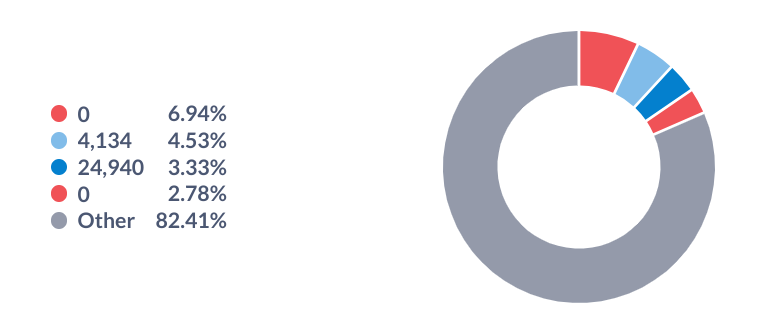 0 6.94%
4,134 4.53%
24,940 3.33%
0 2.78%
Other 82.41%